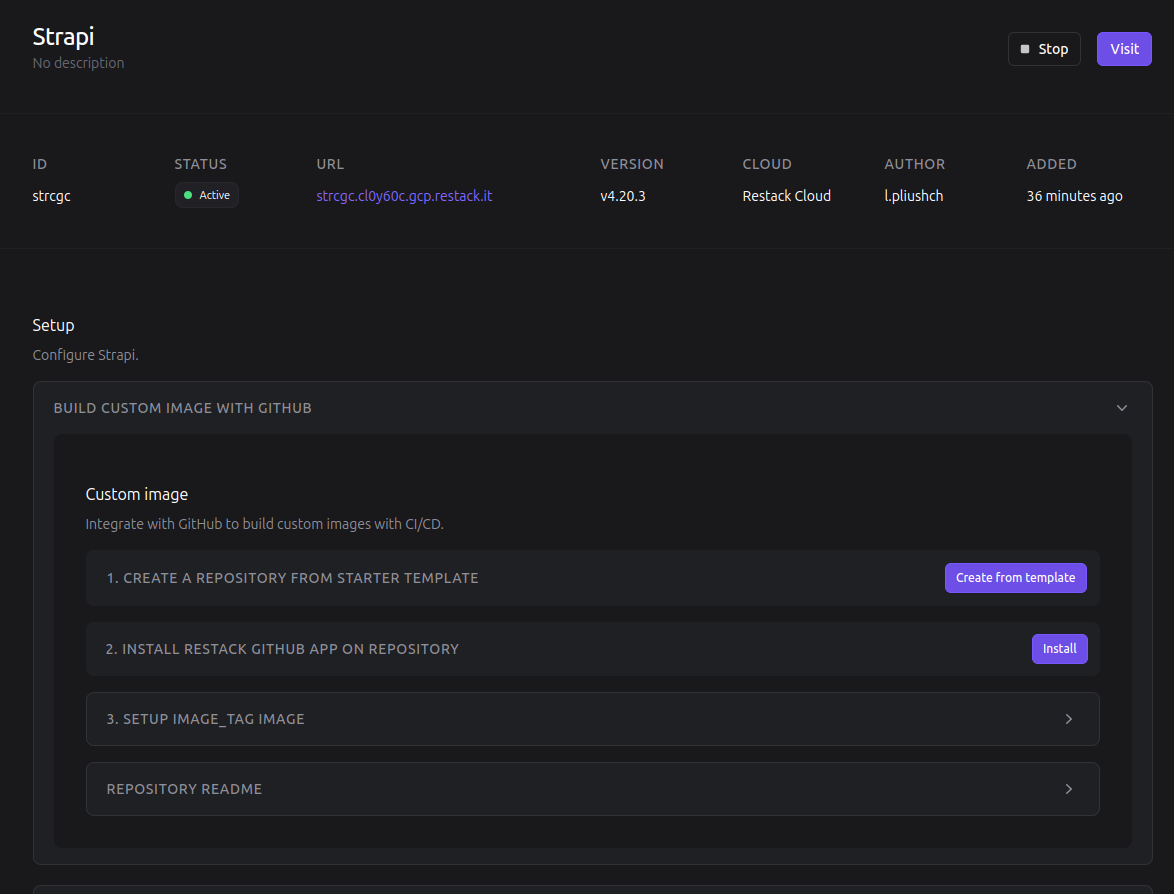 Strapi
No description
Stop
Visit
ID
STATUS
URL
VERSION
CLOUD
AUTHOR
ADDED
strcgc
Active
strcgc.cl0y60c.gcp.restack.it
v4.20.3
Restack Cloud
l.pliushch
36 minutes ago
Setup
Configure Strapi.
BUILD CUSTOM IMAGE WITH GITHUB
Custom image
Integrate with GitHub to build custom images with CI/CD.
1. CREATE A REPOSITORY FROM STARTER TEMPLATE
Create from template
2. INSTALL RESTACK GITHUB APP ON REPOSITORY
Install
3. SETUP IMAGE_TAG IMAGE
REPOSITORY README